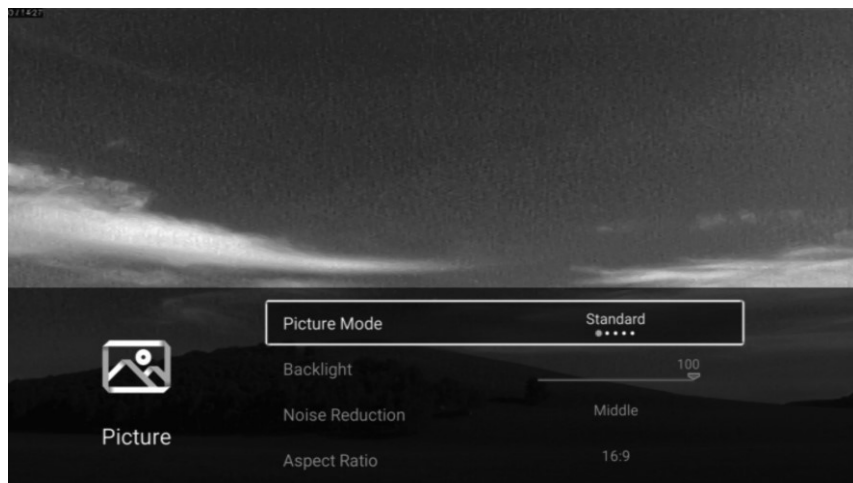 Picture Mode
Standard
Backlight
100
Noise Reduction
Middle
Picture
Aspect Ratio
16:9